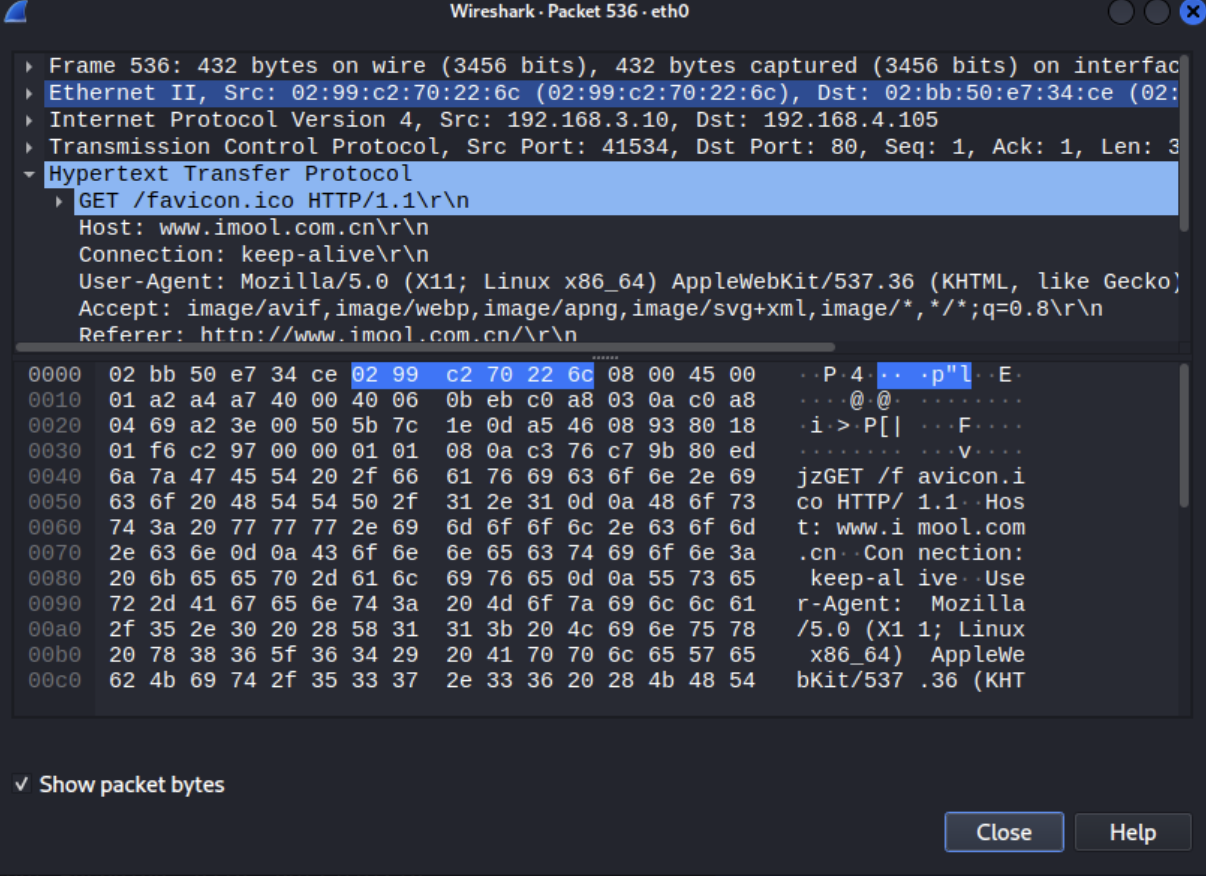 Wireshark · Packet 536 · eth0
Frame 536: 432 bytes on wire (3456 bits), 432 bytes captured (3456 bits) on interfac
Ethernet II, Src: 02:99:c2:70:22:6c (02:99:c2:70:22:6c), Dst: 02:bb:50:e7:34:ce (02:
Internet Protocol Version 4, Src: 192.168.3.10, Dst: 192.168.4.105
Transmission Control Protocol, Src Port: 41534, Dst Port: 80, Seq: 1, Ack: 1, Len: 3
Hypertext Transfer Protocol
GET /favicon.ico HTTP/1.1\r\n
Host: www.imool.com.cn\r\n
Connection: keep-alive\r\n
User-Agent: Mozilla/5.0 (X11; Linux x86_64) AppleWebKit/537.36 (KHTML, like Gecko)
Accept: image/avif,image/webp,image/apng,image/svg+xml,image/*,*/*;q=0.8\r\n
Referer: http://www.imool.com.cn/\r\n
0000 02 bb 50 e7 34 ce 02 99 c2 70 22 6c 08 00 45 00 ··P·4··· ·p"l··E·
0010 01 a2 a4 a7 40 00 40 06 0b eb c0 a8 03 0a c0 a8 ····@·@· ········
0020 04 69 a2 3e 00 50 5b 7c 1e 0d a5 46 08 93 80 18 ·i·>·P[| ···F····
0030 01 f6 c2 97 00 00 01 01 08 0a c3 76 c7 9b 80 ed ········ ···v····
0040 6a 7a 47 45 54 20 2f 66 61 76 69 63 6f 6e 2e 69 jzGET /f avicon.i
0050 63 6f 20 48 54 54 50 2f 31 2e 31 0d 0a 48 6f 73 co HTTP/ 1.1··Hos
0060 74 3a 20 77 77 77 2e 69 6d 6f 6f 6c 2e 63 6f 6d t: www.i mool.com
0070 2e 63 6e 0d 0a 43 6f 6e 6e 65 63 74 69 6f 6e 3a .cn··Con nection:
0080 20 6b 65 65 70 2d 61 6c 69 76 65 0d 0a 55 73 65 keep-al ive··Use
0090 72 2d 41 67 65 6e 74 3a 20 4d 6f 7a 69 6c 6c 61 r-Agent: Mozilla
00a0 2f 35 2e 30 20 28 58 31 31 3b 20 4c 69 6e 75 78 /5.0 (X1 1; Linux
00b0 20 78 38 36 5f 36 34 29 20 41 70 70 6c 65 57 65 x86_64) AppleWe
00c0 62 4b 69 74 2f 35 33 37 2e 33 36 20 28 4b 48 54 bKit/537 .36 (KHT
Show packet bytes
Close
Help